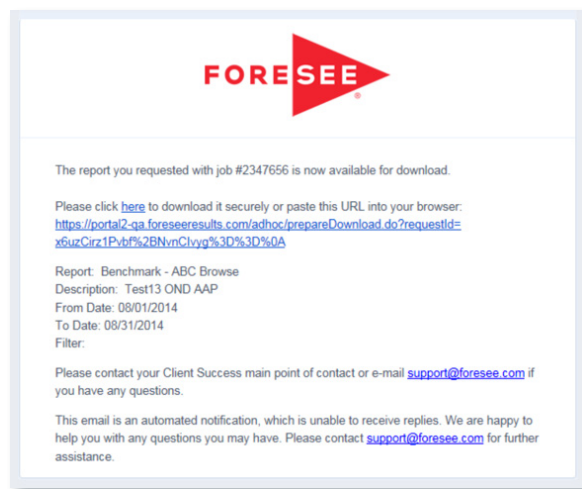 FORESEE®
The report you requested with job #2347656 is now available for download.
Please click here to download it securely or paste this URL into your browser:
https://portal2-qa.foreseeresults.com/adhoc/prepareDownload.do?requestId=
x6uzCirz1Pvbf%2BNvnCIvyg%3D%3D%0A
Report: Benchmark - ABC Browse
Description: Test13 OND AAP
From Date: 08/01/2014
To Date: 08/31/2014
Filter:
Please contact your Client Success main point of contact or e-mail support@foresee.com if
you have any questions.
This email is an automated notification, which is unable to receive replies. We are happy to
help you with any questions you may have. Please contact support@foresee.com for further
assistance.